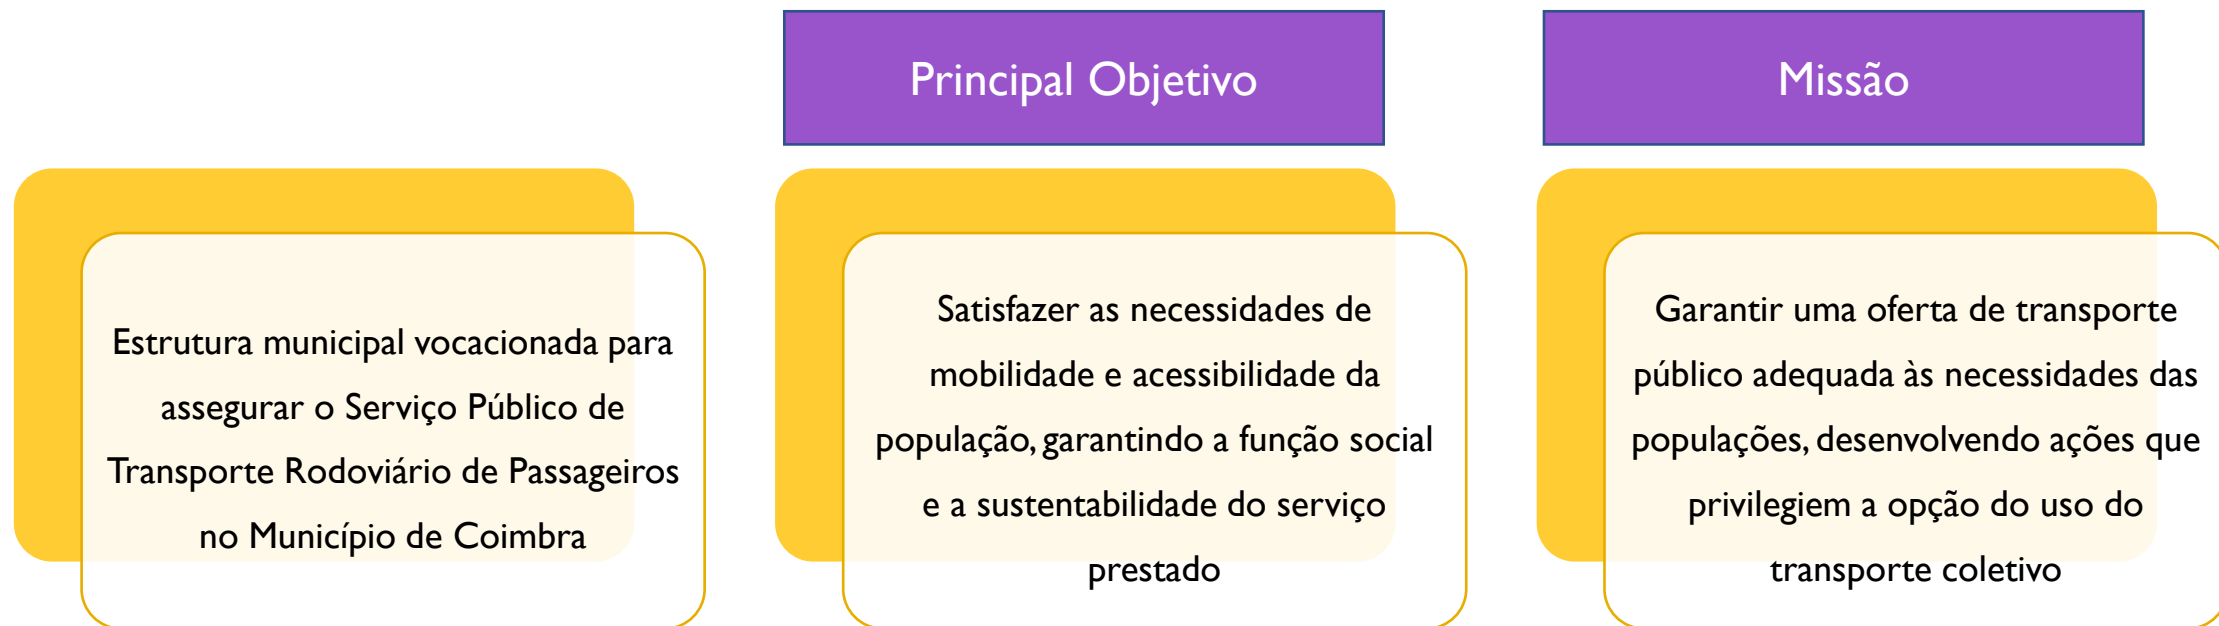 Principal Objetivo
Missão
Estrutura municipal vocacionada para
assegurar o Serviço Público de
Transporte Rodoviário de Passageiros
no Município de Coimbra
Satisfazer as necessidades de
mobilidade e acessibilidade da
população, garantindo a função social
e a sustentabilidade do serviço
prestado
Garantir uma oferta de transporte
público adequada às necessidades das
populações, desenvolvendo ações que
privilegiem a opção do uso do
transporte coletivo